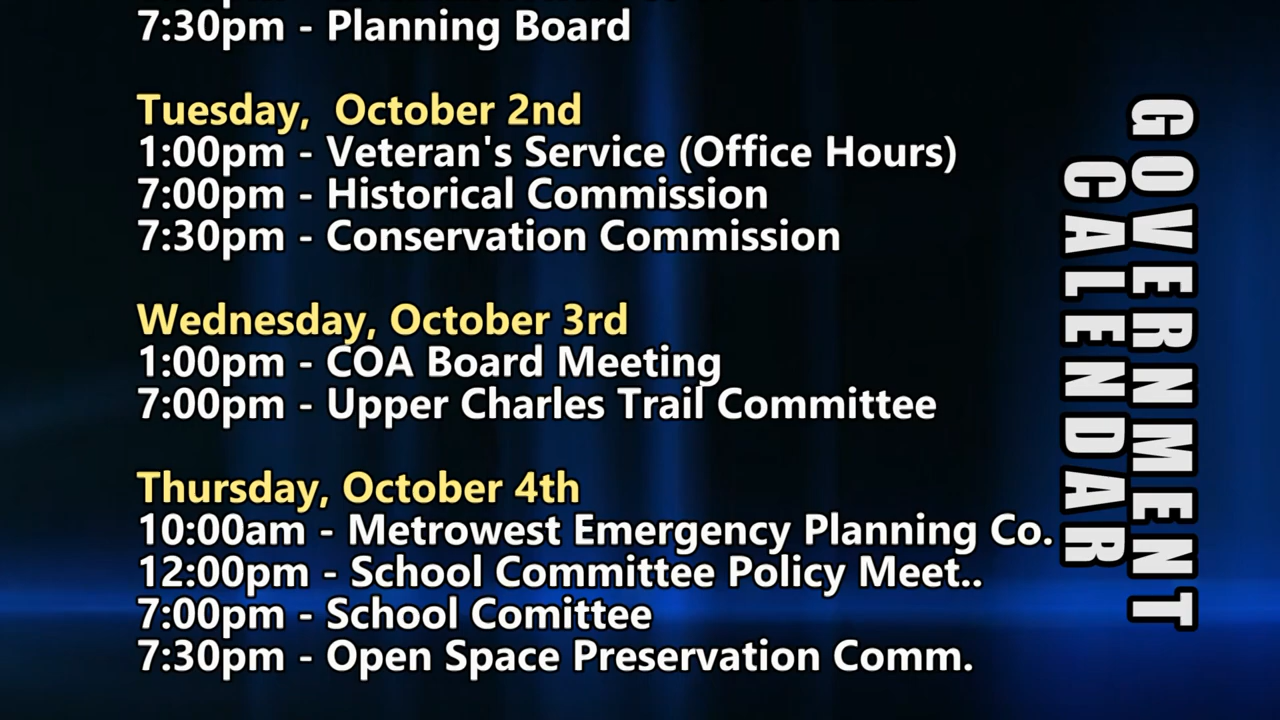 7:30pm - Planning Board
Tuesday,  October 2nd
1:00pm - Veteran's Service (Office Hours)
7:00pm - Historical Commission
7:30pm - Conservation Commission
Wednesday, October 3rd
1:00pm - COA Board Meeting
7:00pm - Upper Charles Trail Committee
Thursday, October 4th
10:00am - Metrowest Emergency Planning Co.
12:00pm - School Committee Policy Meet..
7:00pm - School Comittee
7:30pm - Open Space Preservation Comm.
GOVERNMENT
CALENDAR